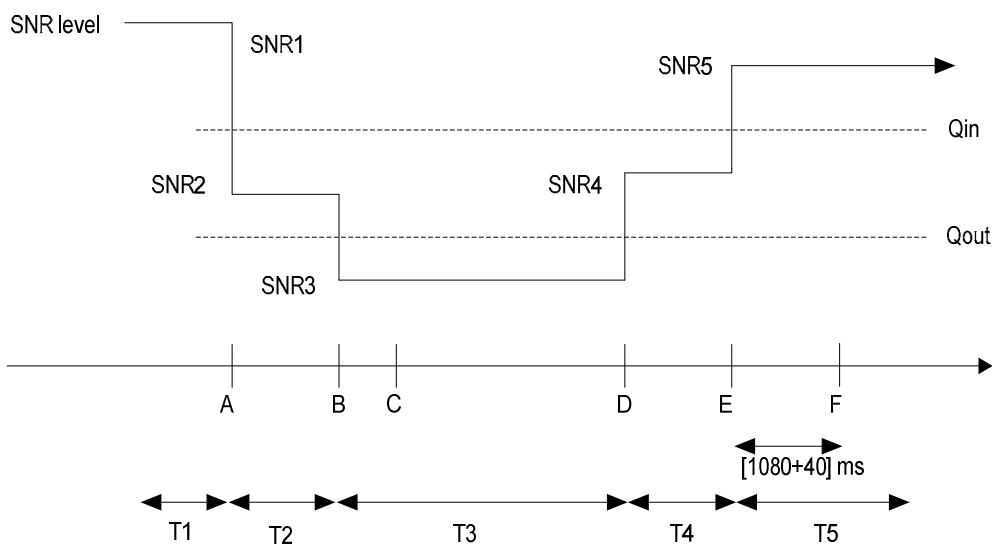 SNR level
SNR1
SNR5
Qin
SNR2
SNR4
Qout
SNR3
A
B
C
D
E
F
[1080+40] ms
T1
T2
T3
T4
T5